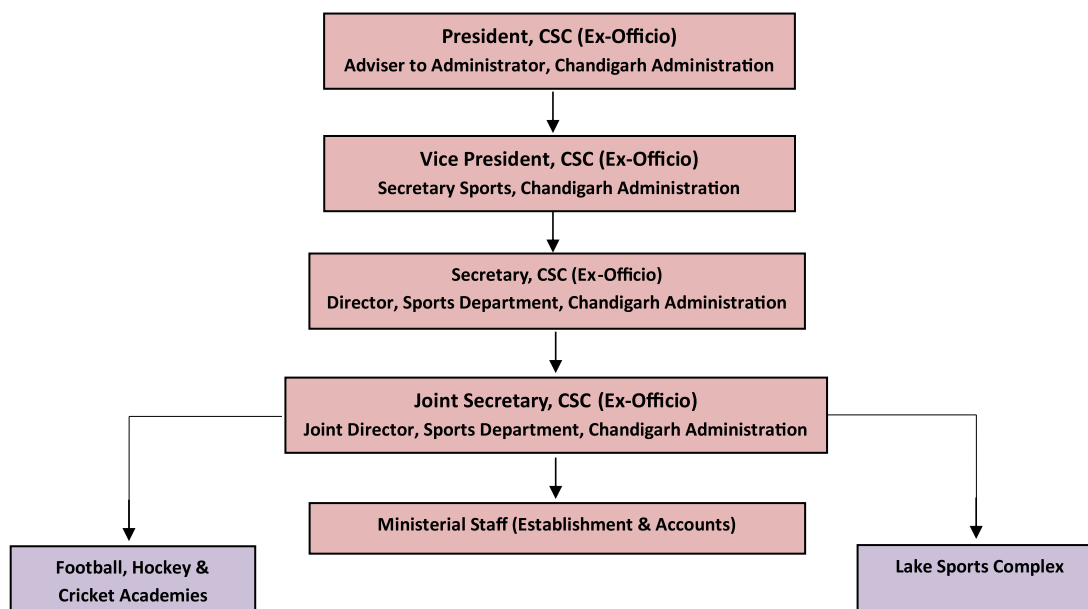 President, CSC (Ex-Officio)
Adviser to Administrator, Chandigarh Administration
Vice President, CSC (Ex-Officio)
Secretary Sports, Chandigarh Administration
Secretary, CSC (Ex-Officio)
Director, Sports Department, Chandigarh Administration
Joint Secretary, CSC (Ex-Officio)
Joint Director, Sports Department, Chandigarh Administration
Ministerial Staff (Establishment & Accounts)
Football, Hockey &
Cricket Academies
Lake Sports Complex